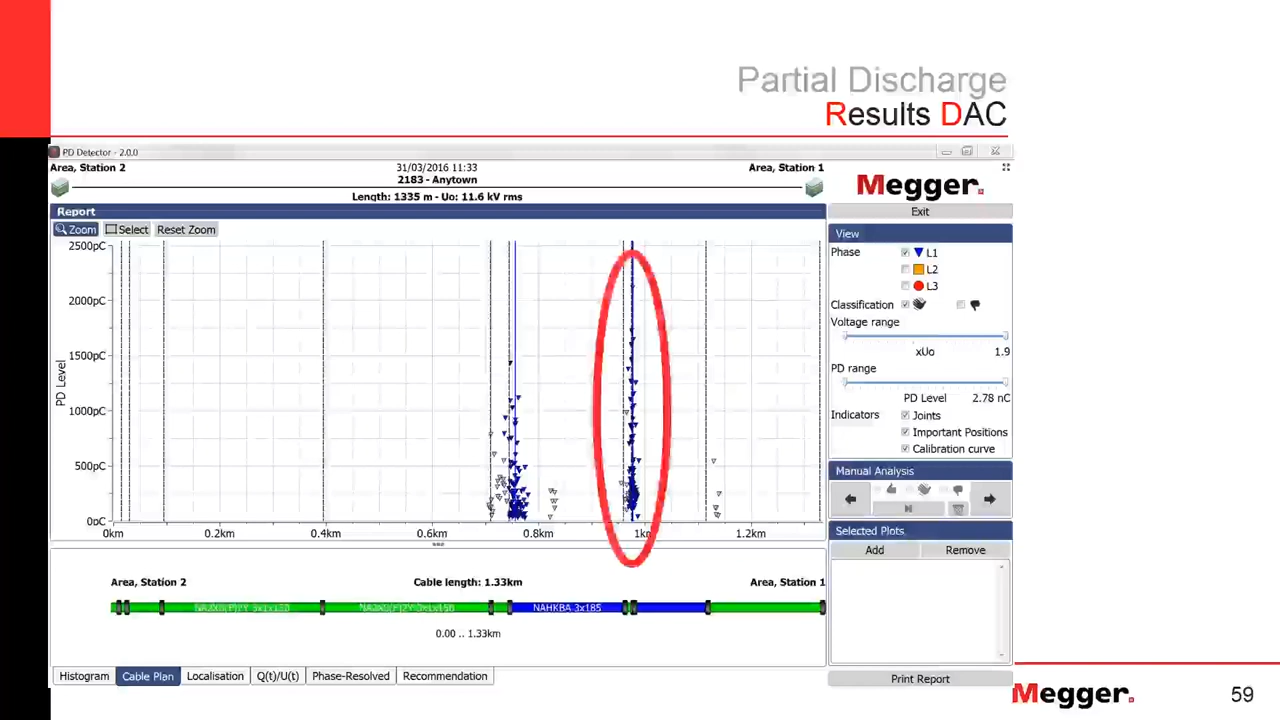 Partial Discharge
Results DAC
PD Detector - 2.0.0
Area, Station 2
31/03/2016 11:33
Area, Station 1
2183 - Anytown
Length: 1335 m - Uo: 11.6 kV rms
Megger.
Exit
Report
View
Zoom
Select
Reset Zoom
Phase
L1
L2
L3
Classification
Voltage range
xUo
1.9
PD range
PD Level
2.78 nC
Indicators
Joints
Important Positions
Calibration curve
Manual Analysis
Selected Plots
Add
Remove
Print Report
PD Level
2500pC
2000pC
1500pC
1000pC
500pC
0pC
0km
0.2km
0.4km
0.6km
0.8km
1km
1.2km
Area, Station 2
Cable length: 1.33km
Area, Station 1
NAHKBA 3x185
0.00 .. 1.33km
Histogram
Cable Plan
Localisation
Q(t)/U(t)
Phase-Resolved
Recommendation
Megger.
59